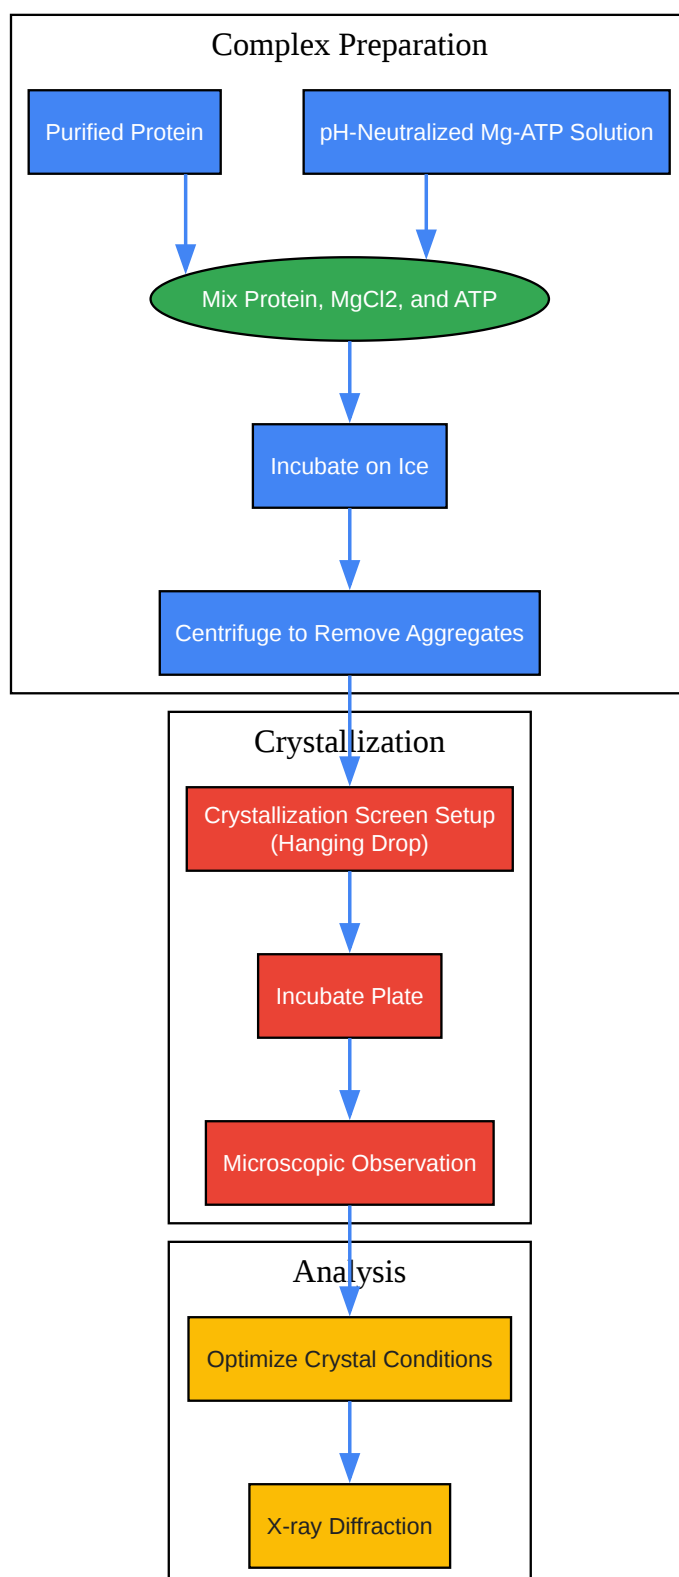 Complex Preparation
Purified Protein
pH-Neutralized Mg-ATP Solution
Mix Protein, MgCl2, and ATP
Incubate on Ice
Centrifuge to Remove Aggregates
Crystallization
Crystallization Screen Setup
(Hanging Drop)
Incubate Plate
Microscopic Observation
Analysis
Optimize Crystal Conditions
X-ray Diffraction